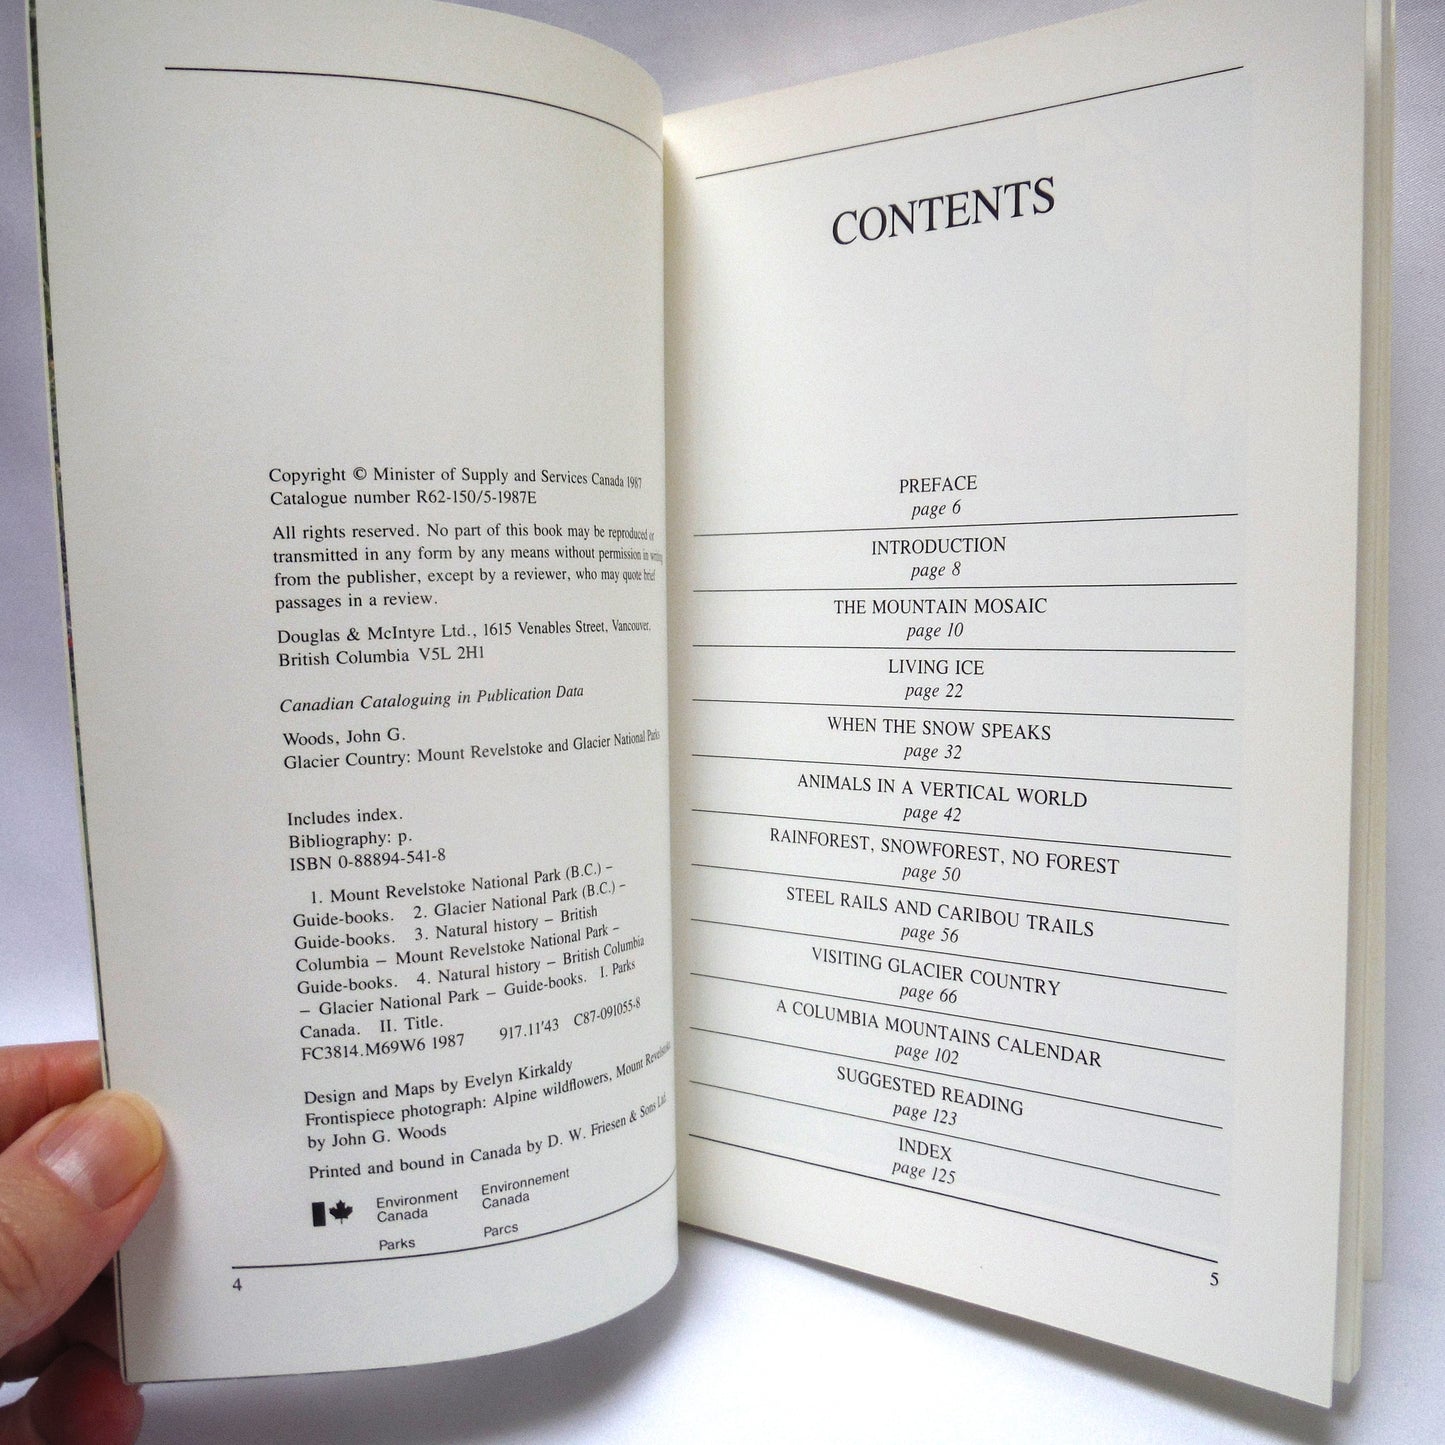 Copyright © Minister of Supply and Services Canada 1987
Catalogue number R62-150/5-1987E
All rights reserved. No part of this book may be reproduced or
transmitted in any form by any means without permission in writing
from the publisher, except by a reviewer, who may quote brief
passages in a review.
Douglas & McIntyre Ltd., 1615 Venables Street, Vancouver,
British Columbia V5L 2H1
Canadian Cataloguing in Publication Data
Woods, John G.
Glacier Country: Mount Revelstoke and Glacier National Parks
Includes index.
Bibliography: p.
ISBN 0-88894-541-8
1. Mount Revelstoke National Park (B.C.) –
Guide-books. 2. Glacier National Park (B.C.) –
Guide-books. 3. Natural history – British
Columbia – Mount Revelstoke National Park –
Guide-books. 4. Natural history – British Columbia
– Glacier National Park – Guide-books. I. Parks
Canada. II. Title.
FC3814.M69W6 1987 917.11'43 C87-091055-8
Design and Maps by Evelyn Kirkaldy
Frontispiece photograph: Alpine wildflowers, Mount Revelstoke
by John G. Woods
Printed and bound in Canada by D. W. Friesen & Sons Ltd.
Environment Environnement
Canada Canada
Parks Parcs
4
CONTENTS
PREFACE
page 6
INTRODUCTION
page 8
THE MOUNTAIN MOSAIC
page 10
LIVING ICE
page 22
WHEN THE SNOW SPEAKS
page 32
ANIMALS IN A VERTICAL WORLD
page 42
RAINFOREST, SNOWFOREST, NO FOREST
page 50
STEEL RAILS AND CARIBOU TRAILS
page 56
VISITING GLACIER COUNTRY
page 66
A COLUMBIA MOUNTAINS CALENDAR
page 102
SUGGESTED READING
page 123
INDEX
page 125
5